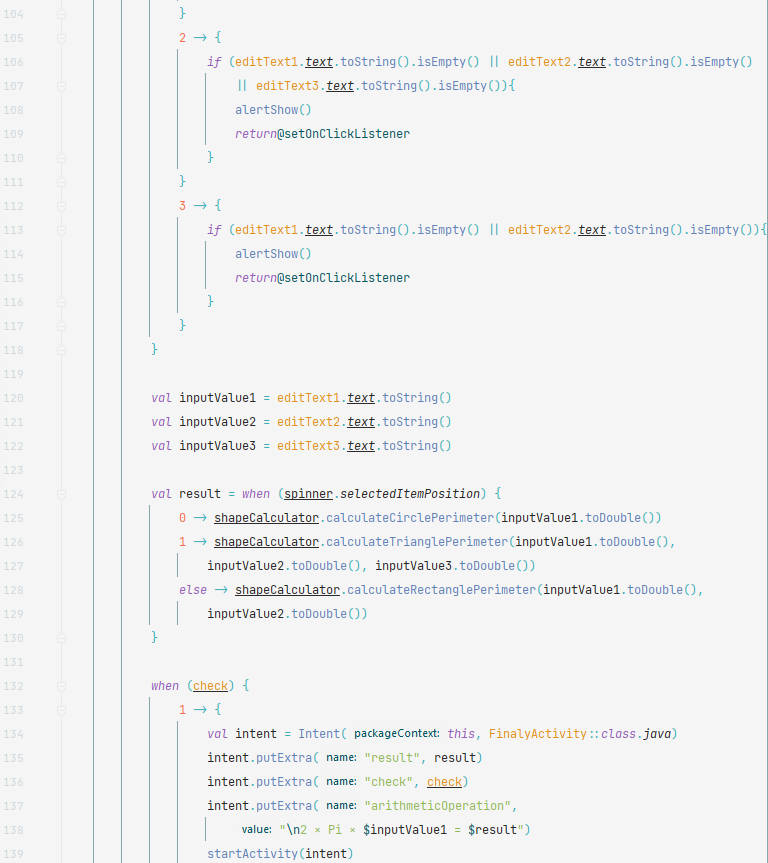 104 }
105 2 -> {
106 if (editText1.text.toString().isEmpty() || editText2.text.toString().isEmpty()
107 || editText3.text.toString().isEmpty()){
108 alertShow()
109 return@setOnClickListener
110 }
111 }
112 3 -> {
113 if (editText1.text.toString().isEmpty() || editText2.text.toString().isEmpty()){
114 alertShow()
115 return@setOnClickListener
116 }
117 }
118 }
119
120 val inputValue1 = editText1.text.toString()
121 val inputValue2 = editText2.text.toString()
122 val inputValue3 = editText3.text.toString()
123
124 val result = when (spinner.selectedItemPosition) {
125 0 -> shapeCalculator.calculateCirclePerimeter(inputValue1.toDouble())
126 1 -> shapeCalculator.calculateTrianglePerimeter(inputValue1.toDouble(),
127 inputValue2.toDouble(), inputValue3.toDouble())
128 else -> shapeCalculator.calculateRectanglePerimeter(inputValue1.toDouble(),
129 inputValue2.toDouble())
130 }
131
132 when (check) {
133 1 -> {
134 val intent = Intent( packageContext: this, FinalyActivity::class.java)
135 intent.putExtra( name: "result", result)
136 intent.putExtra( name: "check", check)
137 intent.putExtra( name: "arithmeticOperation",
138 value: "\n2 × Pi × $inputValue1 = $result")
139 startActivity(intent)